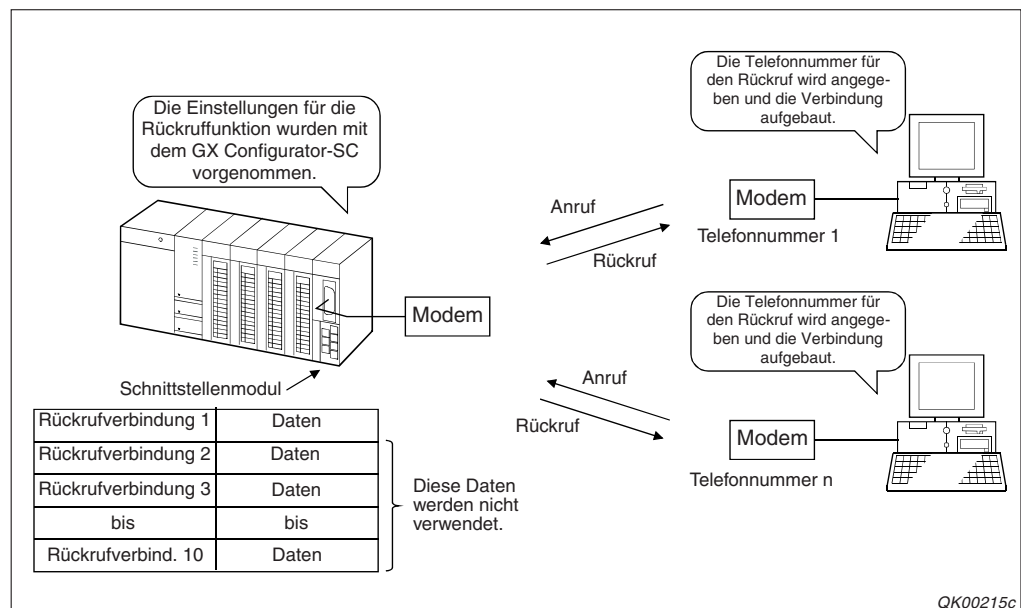 Die Einstellungen für die
Rückruffunktion wurden mit
dem GX Configurator-SC
vorgenommen.
Die Telefonnummer für
den Rückruf wird angege-
ben und die Verbindung
aufgebaut.
Modem
Telefonnummer 1
Anruf
Rückruf
Modem
Schnittstellenmodul
Die Telefonnummer für
den Rückruf wird angege-
ben und die Verbindung
aufgebaut.
Modem
Telefonnummer n
Anruf
Rückruf
Rückrufverbindung 1 Daten
Rückrufverbindung 2 Daten
Rückrufverbindung 3 Daten
bis bis
Rückrufverbind. 10 Daten
Diese Daten
werden nicht
verwendet.
QK00215c